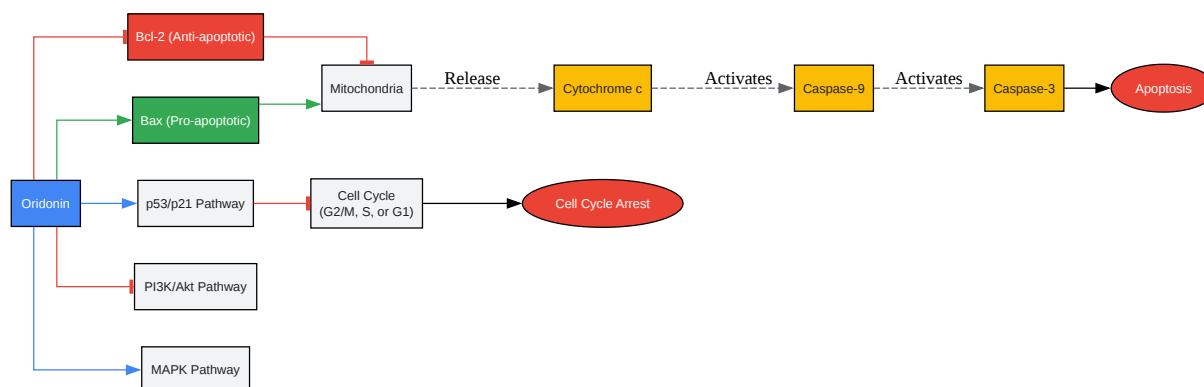 Bcl-2 (Anti-apoptotic)
Mitochondria
Release
Cytochrome c
Activates
Caspase-9
Activates
Caspase-3
Apoptosis
Bax (Pro-apoptotic)
Oridonin
p53/p21 Pathway
Cell Cycle
(G2/M, S, or G1)
Cell Cycle Arrest
PI3K/Akt Pathway
MAPK Pathway